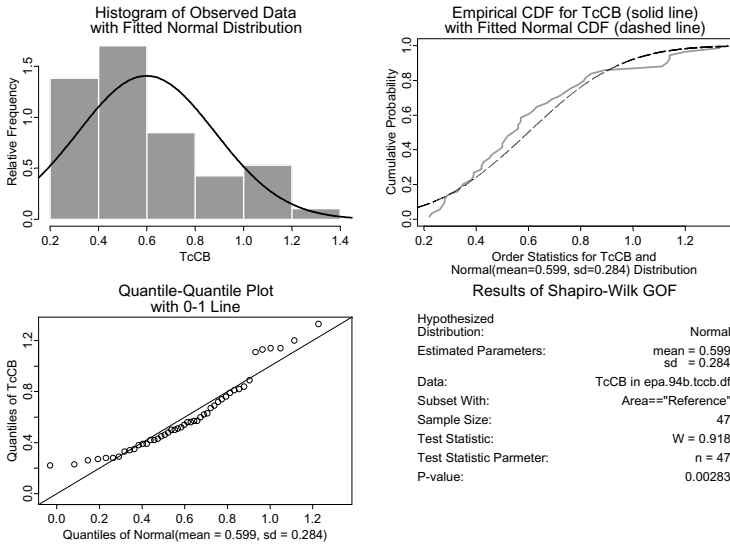 Histogram of Observed Data
with Fitted Normal Distribution
Relative Frequency
0.0 0.5 1.0 1.5
0.2 0.4 0.6 0.8 1.0 1.2 1.4
TcCB
Empirical CDF for TcCB (solid line)
with Fitted Normal CDF (dashed line)
Cumulative Probability
0.0 0.2 0.4 0.6 0.8 1.0
0.2 0.4 0.6 0.8 1.0 1.2
Order Statistics for TcCB and
Normal(mean=0.599, sd=0.284) Distribution
Quantile-Quantile Plot
with 0-1 Line
Quantiles of TcCB
0.0 0.4 0.8 1.2
0.0 0.2 0.4 0.6 0.8 1.0 1.2
Quantiles of Normal(mean = 0.599, sd = 0.284)
Results of Shapiro-Wilk GOF
Hypothesized
Distribution: Normal
Estimated Parameters: mean = 0.599
sd = 0.284
Data: TcCB in epa.94b.tccb.df
Subset With: Area=="Reference"
Sample Size: 47
Test Statistic: W = 0.918
Test Statistic Parmeter: n = 47
P-value: 0.00283